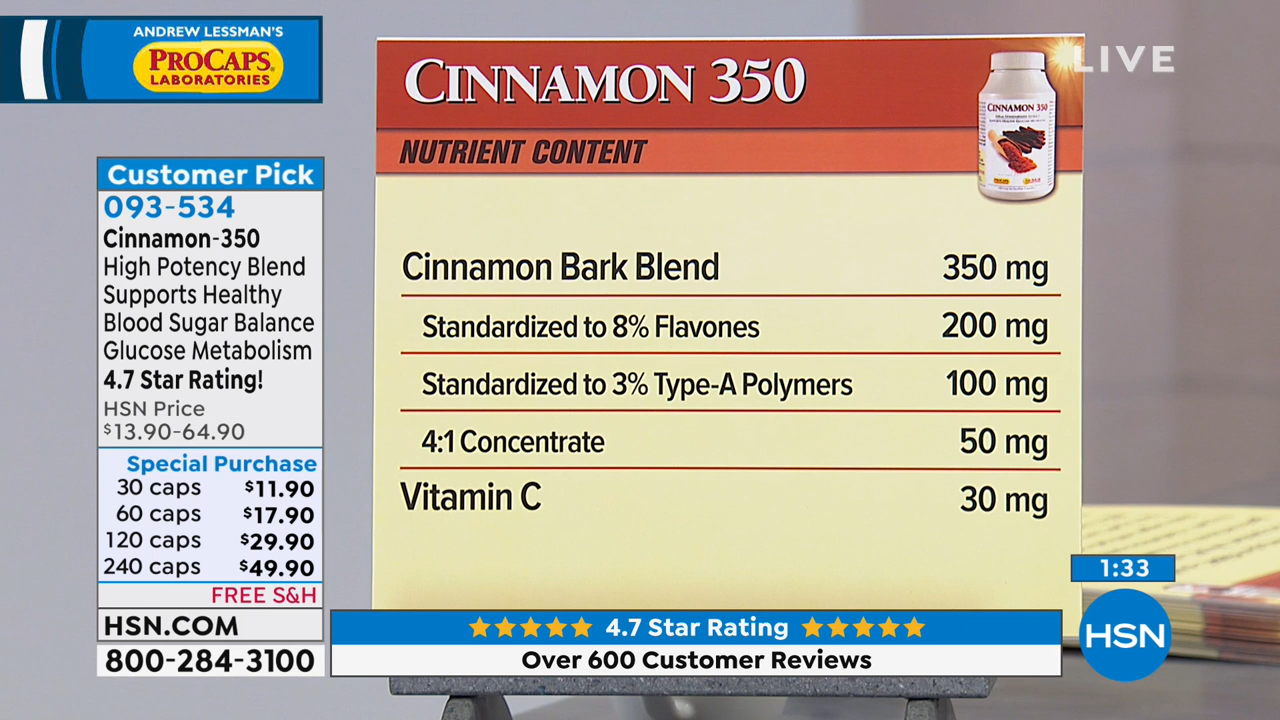 ANDREW LESSMAN'S
PROCAPS
LABORATORIES
Customer Pick
093-534
Cinnamon-350
High Potency Blend
Supports Healthy
Blood Sugar Balance
Glucose Metabolism
4.7 Star Rating!
HSN Price
$13.90-64.90
Special Purchase
30 caps $11.90
60 caps $17.90
120 caps $29.90
240 caps $49.90
FREE S&H
HSN.COM
800-284-3100
LIVE
CINNAMON 350
NUTRIENT CONTENT
CINNAMON 350
Cinnamon Bark Blend 350 mg
Standardized to 8% Flavones 200 mg
Standardized to 3% Type-A Polymers 100 mg
4:1 Concentrate 50 mg
Vitamin C 30 mg
1:33
HSN
4.7 Star Rating
Over 600 Customer Reviews